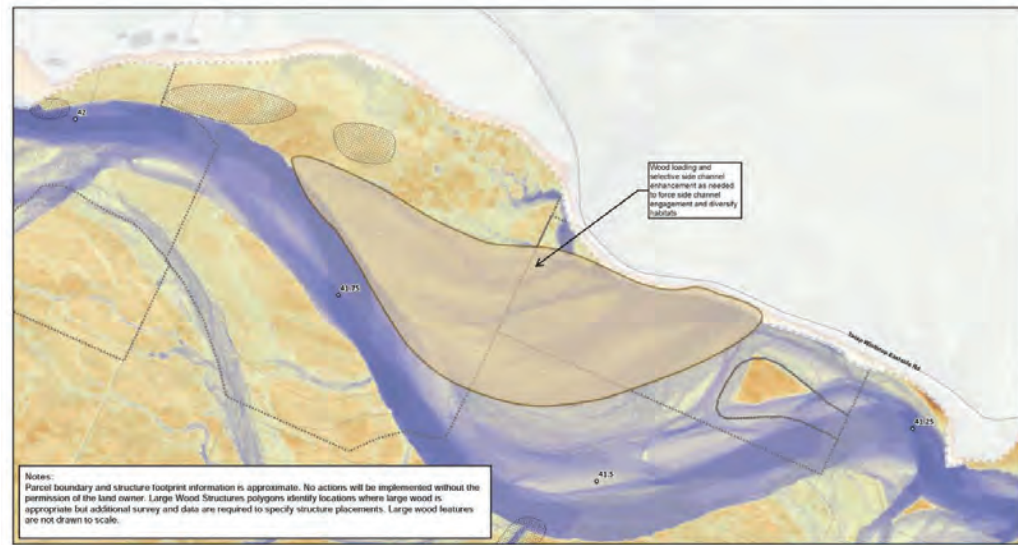 42
Wood loading and
selective side channel
enhancement as needed
to force side channel
engagement and diversify
habitats
41.75
41.25
41.5
Notes:
Parcel boundary and structure footprint information is approximate. No actions will be implemented without the
permission of the land owner. Large Wood Structures polygons identify locations where large wood is
appropriate but additional survey and data are required to specify structure placements. Large wood features
are not drawn to scale.